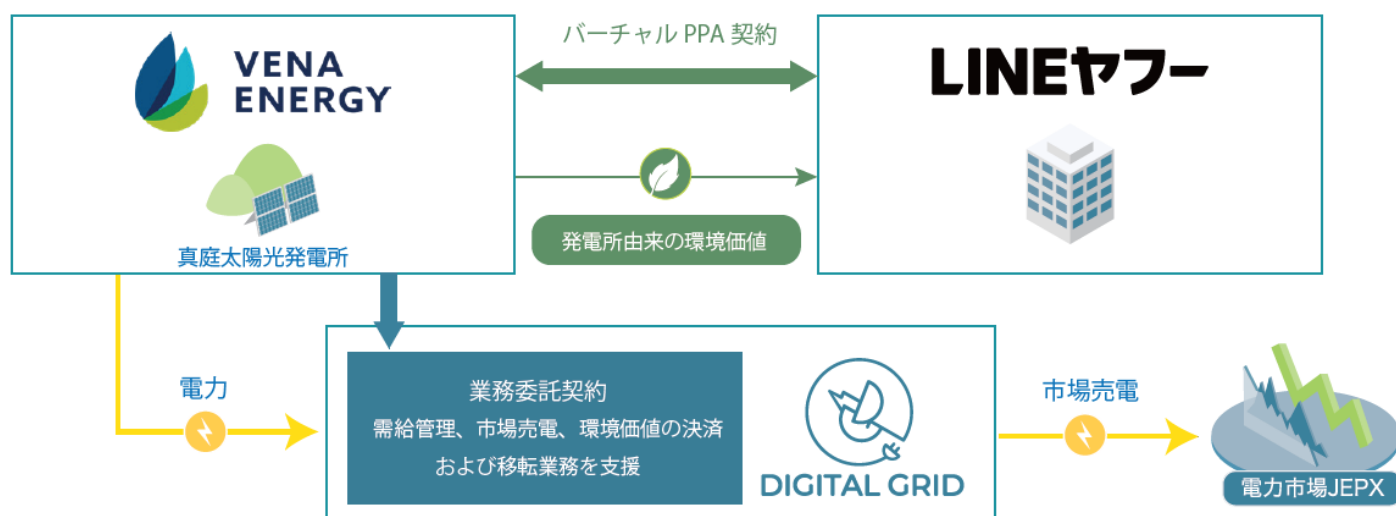 VENA
ENERGY
真庭太陽光発電所
バーチャル PPA 契約
発電所由来の環境価値
LINEヤフー
電力
業務委託契約
需給管理、市場売電、環境価値の決済
および移転業務を支援
DIGITAL GRID
市場売電
電力市場JEPX